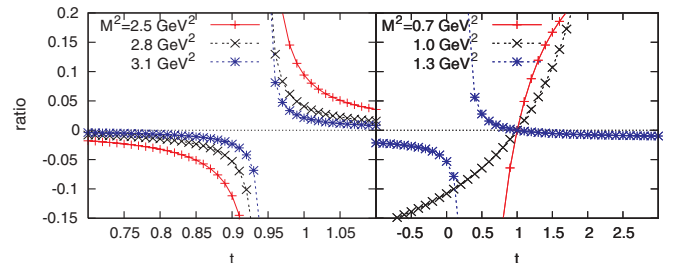 0.2
0.15
0.1
0.05
0
-0.05
-0.1
-0.15
ratio
M²=2.5 GeV²
2.8 GeV²
3.1 GeV²
0.75 0.8 0.85 0.9 0.95 1 1.05
t
M²=0.7 GeV²
1.0 GeV²
1.3 GeV²
-0.5 0 0.5 1 1.5 2 2.5
t